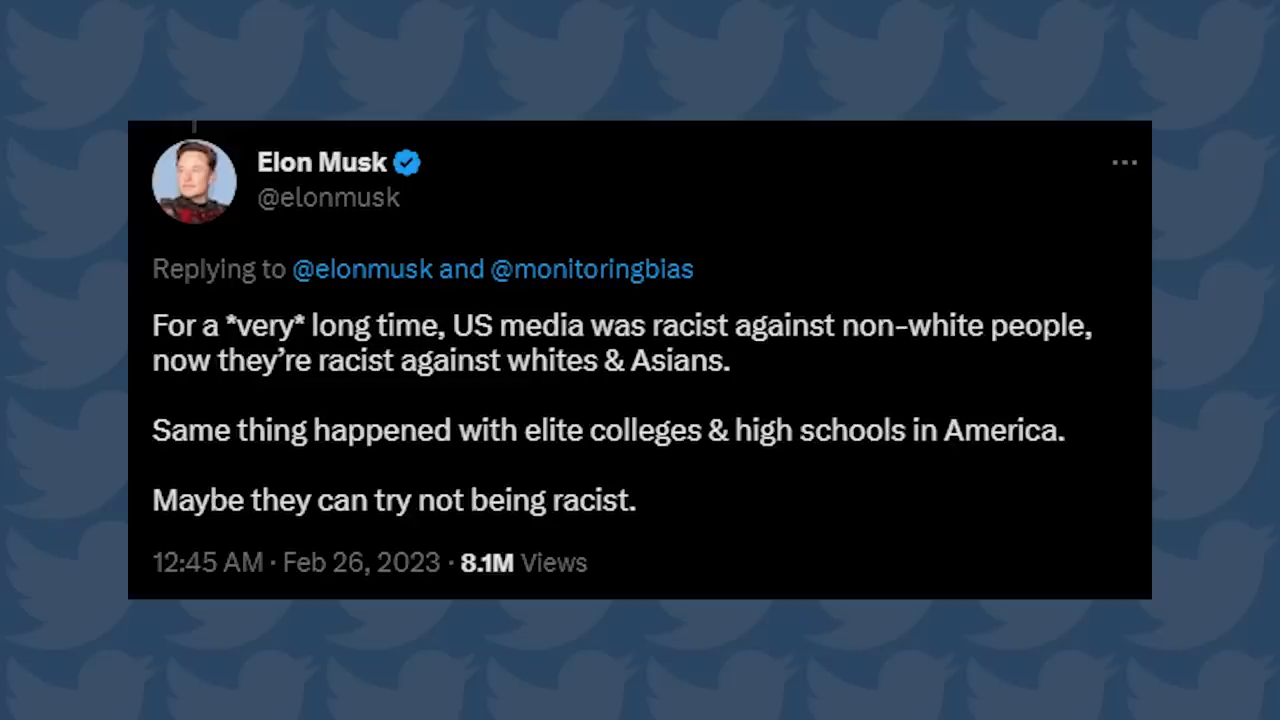 Elon Musk
@elonmusk
Replying to @elonmusk and @monitoringbias
For a *very* long time, US media was racist against non-white people,
now they’re racist against whites & Asians.
Same thing happened with elite colleges & high schools in America.
Maybe they can try not being racist.
12:45 AM · Feb 26, 2023 · 8.1M Views